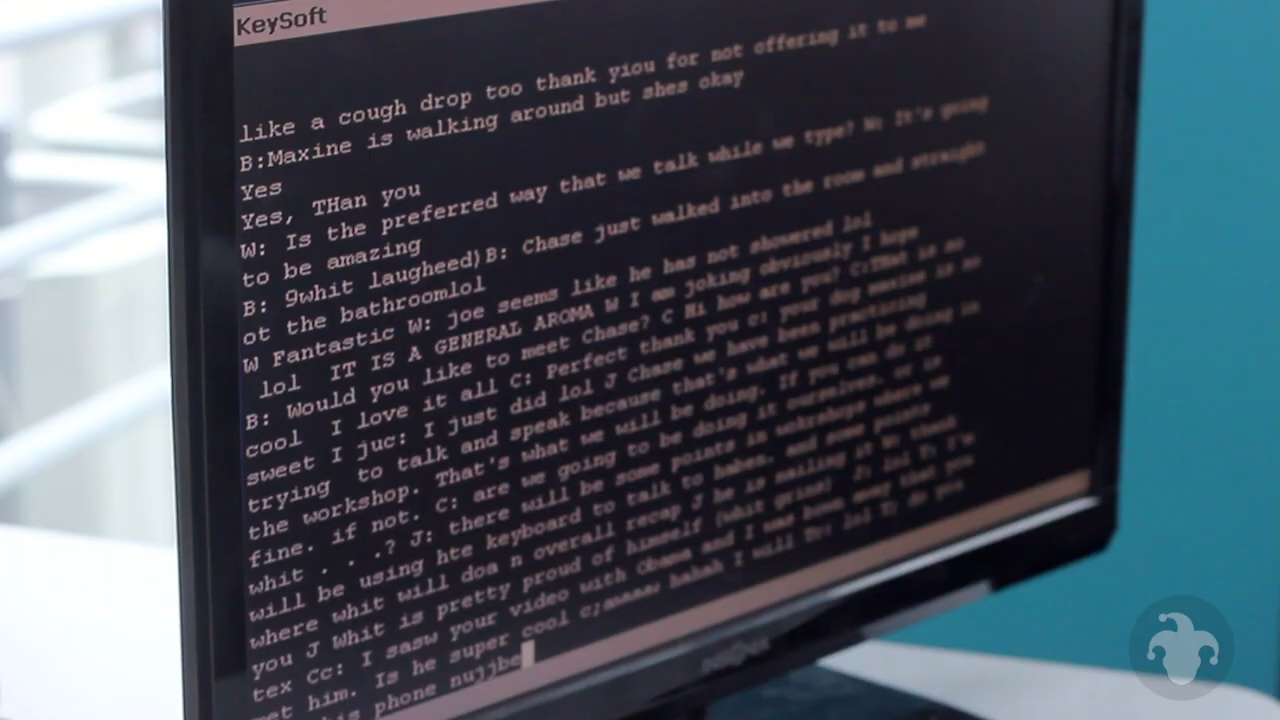 KeySoft
like a cough drop too thank yiou for not offering it to me
B:Maxine is walking around but shes okay
Yes
Yes, THan you
W: Is the preferred way that we talk while we type? W: It's going
to be amazing
B: 9whit laugheed)B: Chase just walked into the room and straight
ot the bathroomlol
W Fantastic W: joe seems like he has not showered lol
lol IT IS A GENERAL AROMA W I am joking obviously I hope
B: Would you like to meet Chase? C Hi how are you? C:THat is so
cool I love it all C: Perfect thank you c: your dog maxine is so
sweet I juc: I just did lol J Chase we have been practicing
trying to talk and speak because that's what we will be doing in
the workshop. That's what we will be doing. If you can do it
fine. if not. C: are we going to be doing it ourselves. or is
whit . . .? J: there will be some points in workshops where we
will be using hte keyboard to talk to haben. and some points
where whit will doa n overall recap J he is smiling it W: thank
you J Whit is pretty proud of himself (whit grins) J: lol T: I'm
tex Cc: I sasw your video with Obama and I was blown away that you
met him. Is he super cool c;mmmmw hahah I will Tr: lol T: do you
his phone nujjbe